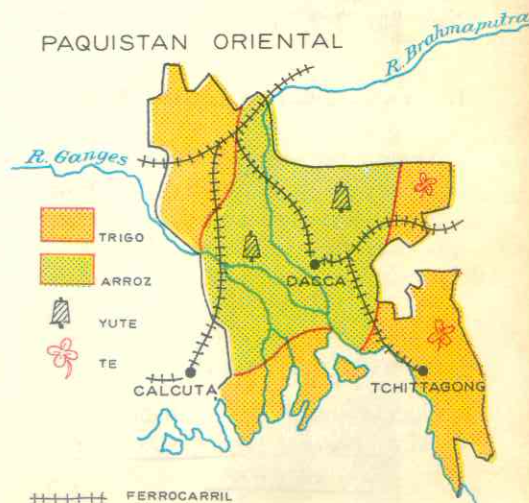 PAQUISTAN ORIENTAL
R. Brahmaputra
R. Ganges
TRIGO
ARROZ
YUTE
TE
DACCA
CALCUTA
TCHITTAGONG
FERROCARRIL